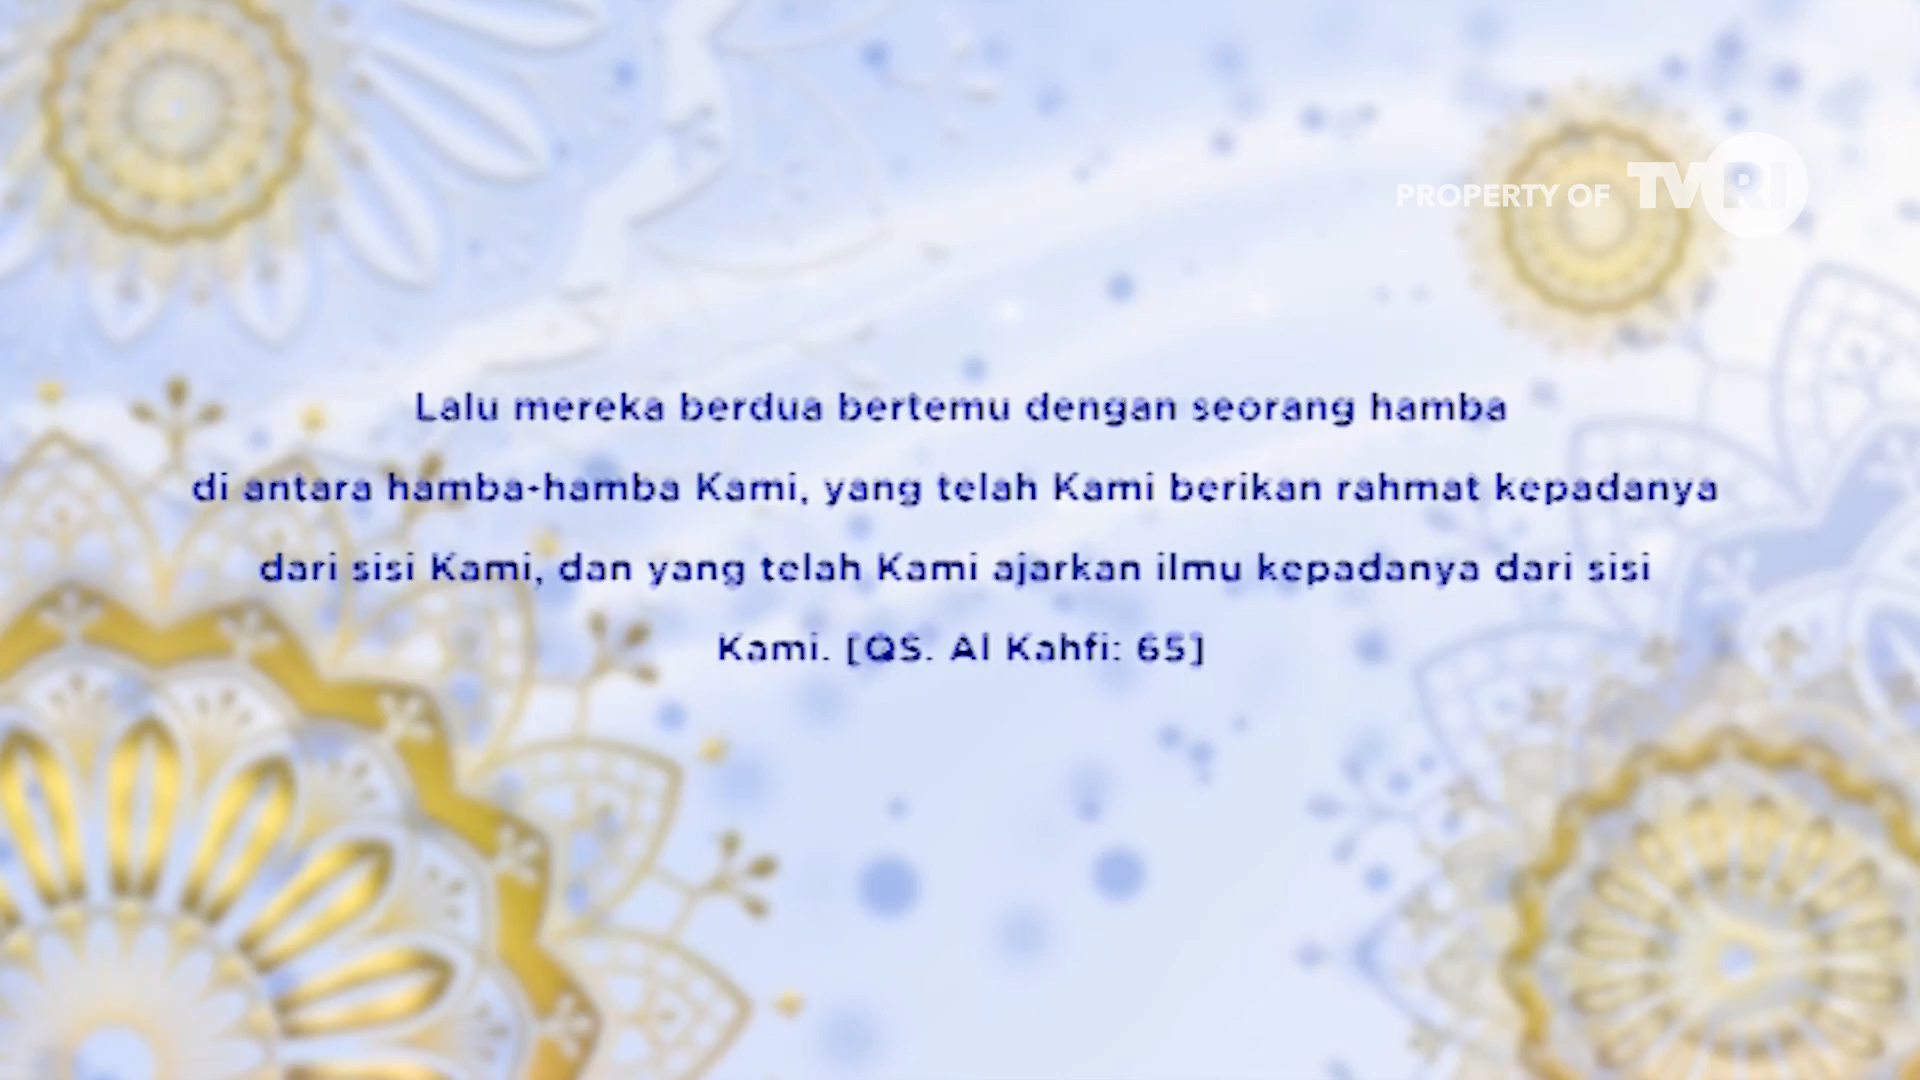 PROPERTY OF TVRI
Lalu mereka berdua bertemu dengan seorang hamba
di antara hamba-hamba Kami, yang telah Kami berikan rahmat kepadanya
dari sisi Kami, dan yang telah Kami ajarkan ilmu kepadanya dari sisi
Kami. [QS. Al Kahfi: 65]